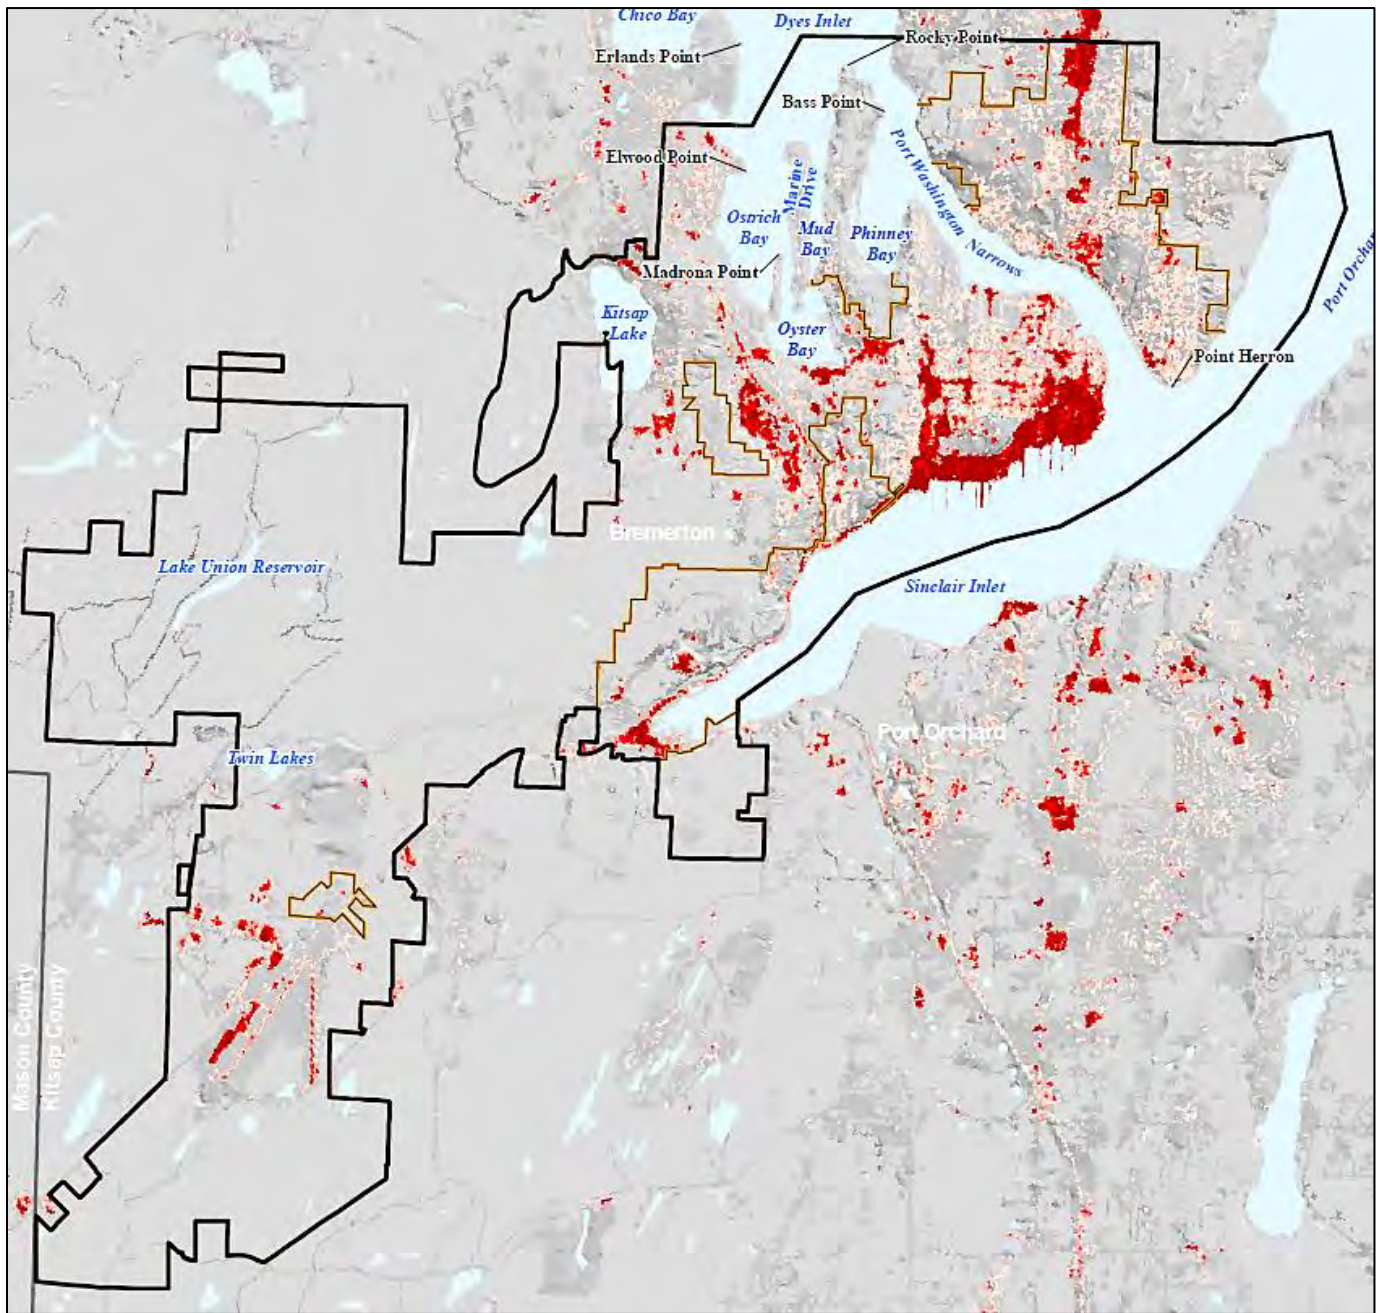 Chico Bay
Dyes Inlet
Rocky Point
Erlands Point
Bass Point
Elwood Point
Port Washington Narrows
Marine
Drive
Ostrich
Bay
Mud
Bay
Phinney
Bay
Madrona Point
Port Orchar
Kitsap
Lake
Oyster
Bay
Point Herron
Bremerton
Lake Union Reservoir
Sinclair Inlet
Port Orchard
Twin Lakes
Mason County
Kitsap County